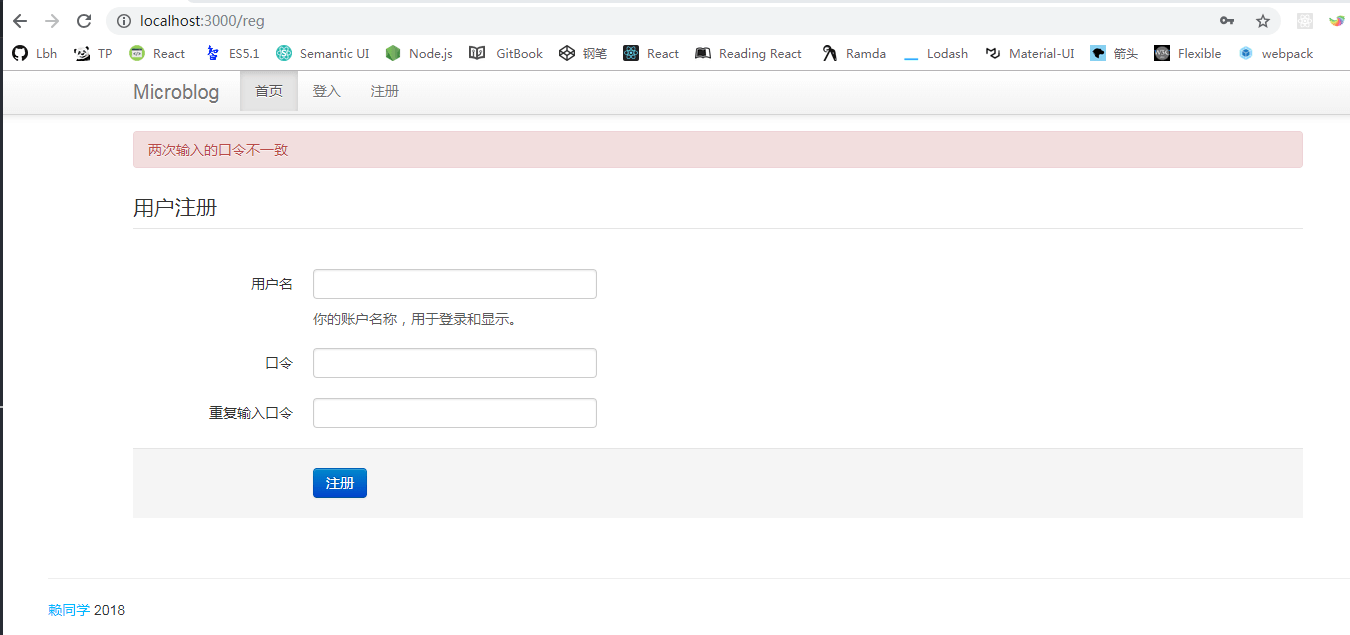 localhost:3000/reg
Lbh TP React ES5.1 Semantic UI Node.js GitBook 钢笔 React Reading React Ramda Lodash Material-UI 箭头 Flexible webpack
Microblog 首页 登入 注册
两次输入的口令不一致
用户注册
用户名
你的账户名称，用于登录和显示。
口令
重复输入口令
注册
赖同学 2018